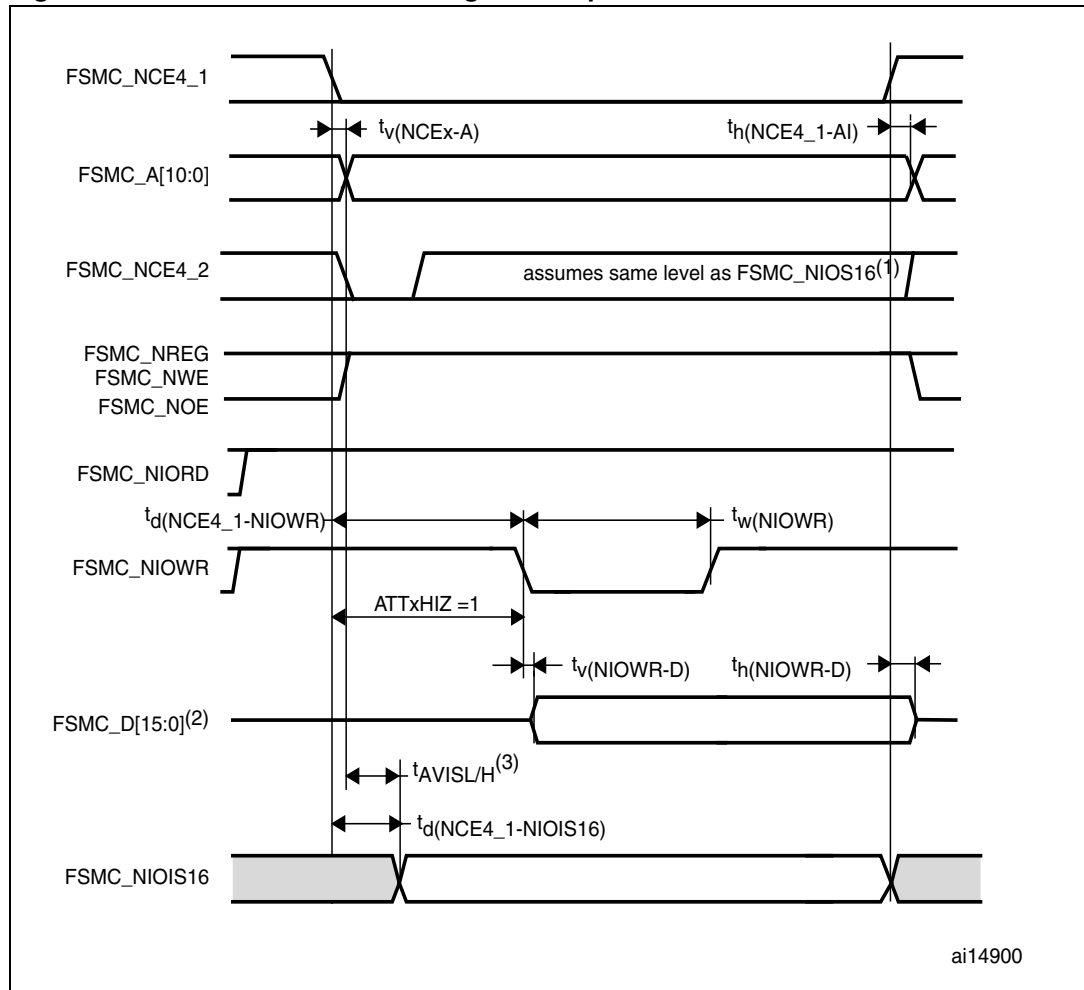 FSMC_NCE4_1
tv(NCEx-A)
th(NCE4_1-AI)
FSMC_A[10:0]
FSMC_NCE4_2
assumes same level as FSMC_NIOS16(1)
FSMC_NREG
FSMC_NWE
FSMC_NOE
FSMC_NIORD
td(NCE4_1-NIOWR)
tw(NIOWR)
FSMC_NIOWR
ATTxHIZ =1
tv(NIOWR-D)
th(NIOWR-D)
FSMC_D[15:0](2)
tAVISL/H(3)
td(NCE4_1-NIOIS16)
FSMC_NIOIS16
ai14900